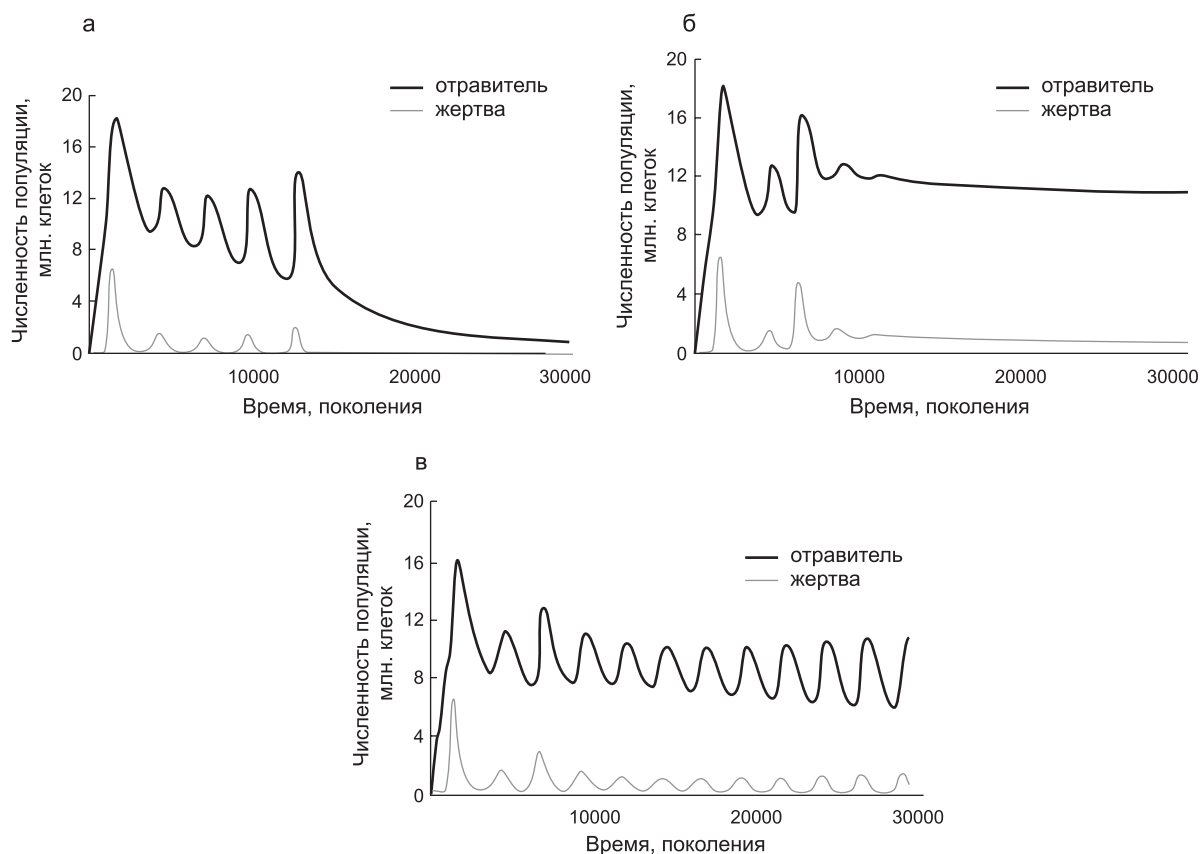 а
Численность популяции,
млн. клеток
20
16
12
8
4
0
отравитель
жертва
10000
20000
30000
Время, поколения
б
Численность популяции,
млн. клеток
20
16
12
8
4
0
отравитель
жертва
10000
20000
30000
Время, поколения
в
Численность популяции,
млн. клеток
20
16
12
8
4
0
отравитель
жертва
10000
20000
30000
Время, поколения